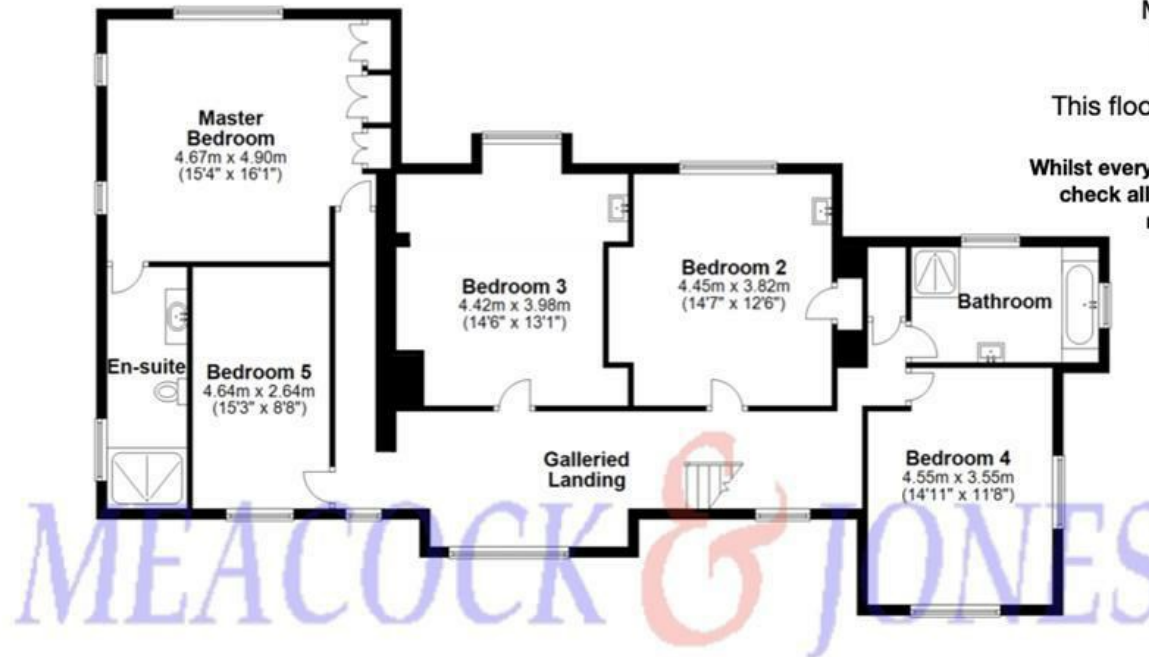 M
This floo
Whilst every
check all
Master
Bedroom
4.67m x 4.90m
(15'4" x 16'1")
Bedroom 3
4.42m x 3.98m
(14'6" x 13'1")
Bedroom 2
4.45m x 3.82m
(14'7" x 12'6")
Bathroom
En-suite
Bedroom 5
4.64m x 2.64m
(15'3" x 8'8")
Galleried
Landing
Bedroom 4
4.55m x 3.55m
(14'11" x 11'8")
MEACOCK & JONES